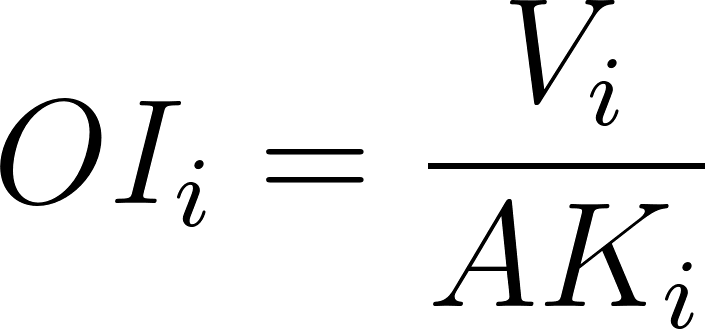 OI_i = \frac{V_i}{AK_i}